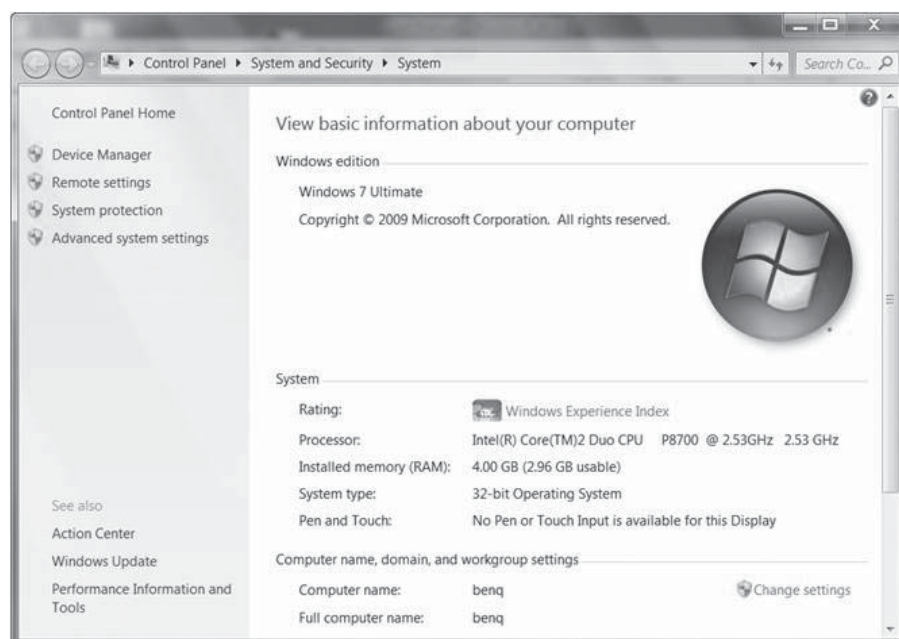 Control Panel ▸ System and Security ▸ System
Search Co...
Control Panel Home
Device Manager
Remote settings
System protection
Advanced system settings
See also
Action Center
Windows Update
Performance Information and
Tools
View basic information about your computer
Windows edition
Windows 7 Ultimate
Copyright © 2009 Microsoft Corporation. All rights reserved.
System
Rating: Windows Experience Index
Processor: Intel(R) Core(TM)2 Duo CPU P8700 @ 2.53GHz 2.53 GHz
Installed memory (RAM): 4.00 GB (2.96 GB usable)
System type: 32-bit Operating System
Pen and Touch: No Pen or Touch Input is available for this Display
Computer name, domain, and workgroup settings
Computer name: benq Change settings
Full computer name: benq